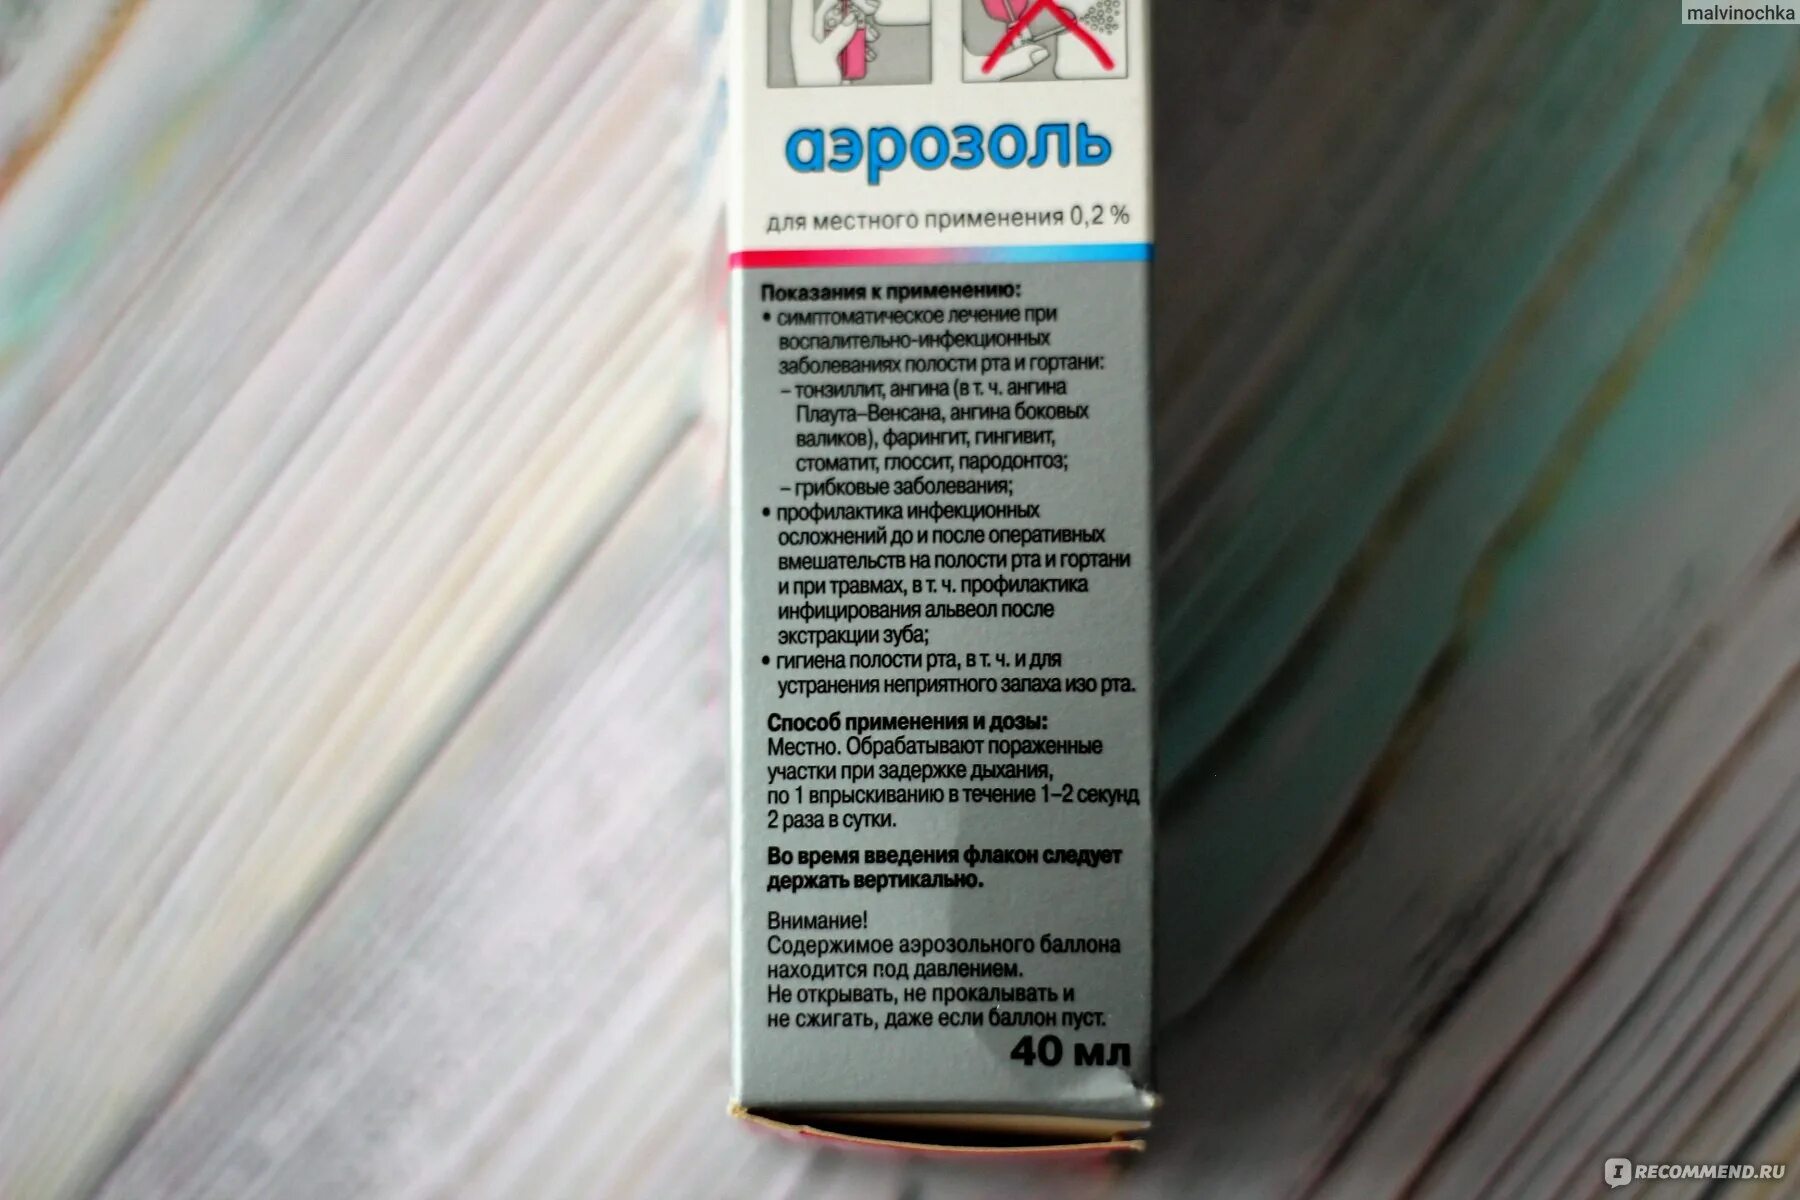 malvinochka
аэрозоль
для местного применения 0,2 %
Показания к применению:
• симптоматическое лечение при
воспалительно-инфекционных
заболеваниях полости рта и гортани:
– тонзиллит, ангина (в т. ч. ангина
Плаута–Венсана, ангина боковых
валиков), фарингит, гингивит,
стоматит, глоссит, пародонтоз;
– грибковые заболевания;
• профилактика инфекционных
осложнений до и после оперативных
вмешательств на полости рта и гортани
и при травмах, в т. ч. профилактика
инфицирования альвеол после
экстракции зуба;
• гигиена полости рта, в т. ч. и для
устранения неприятного запаха изо рта.
Способ применения и дозы:
Местно. Обрабатывают пораженные
участки при задержке дыхания,
по 1 впрыскиванию в течение 1–2 секунд
2 раза в сутки.
Во время введения флакон следует
держать вертикально.
Внимание!
Содержимое аэрозольного баллона
находится под давлением.
Не открывать, не прокалывать и
не сжигать, даже если баллон пуст.
40 мл
IRECOMMEND.RU